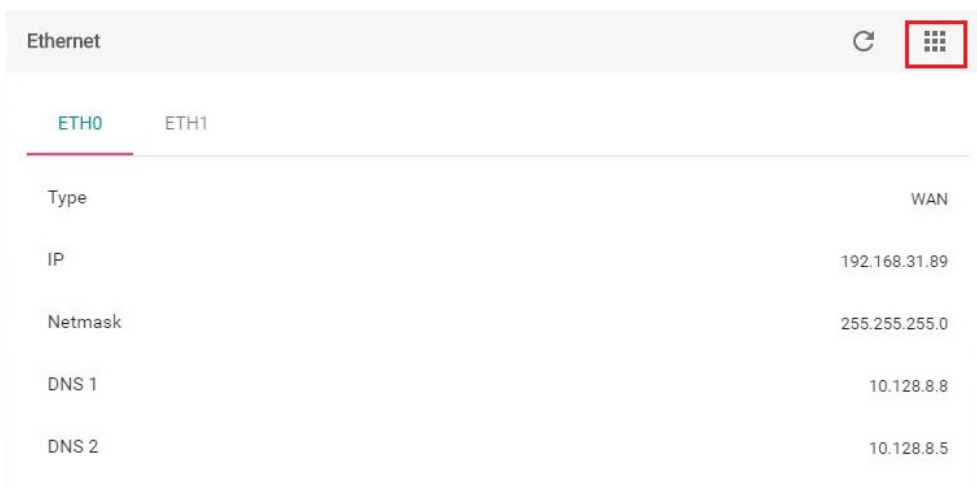 Ethernet
ETH0 ETH1
Type WAN
IP 192.168.31.89
Netmask 255.255.255.0
DNS 1 10.128.8.8
DNS 2 10.128.8.5